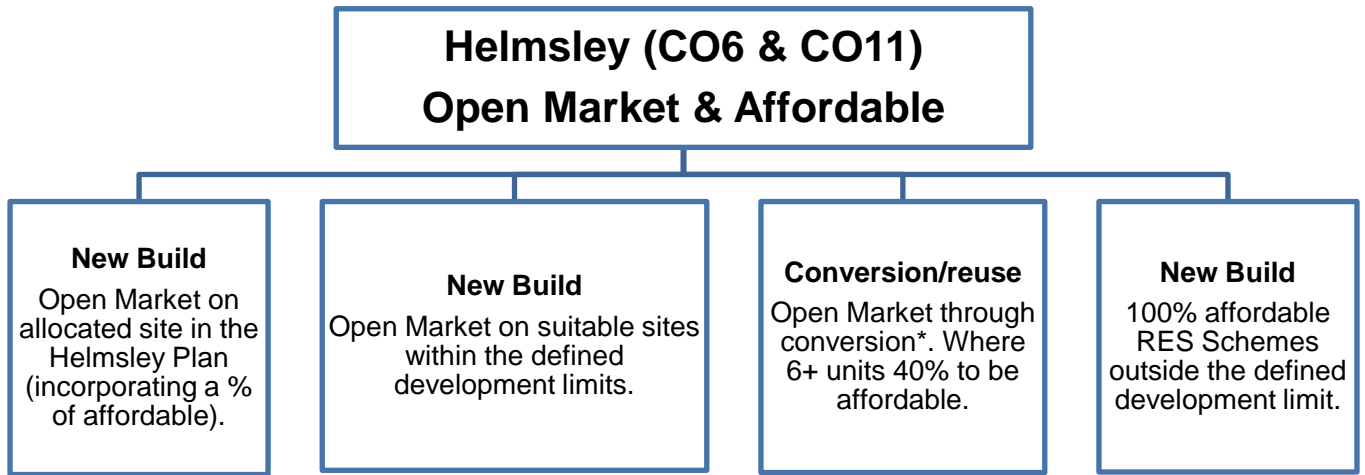 Helmsley (CO6 & CO11)
Open Market & Affordable
New Build
Open Market on
allocated site in the
Helmsley Plan
(incorporating a %
of affordable).
New Build
Open Market on suitable sites
within the defined
development limits.
Conversion/reuse
Open Market through
conversion*. Where
6+ units 40% to be
affordable.
New Build
100% affordable
RES Schemes
outside the defined
development limit.